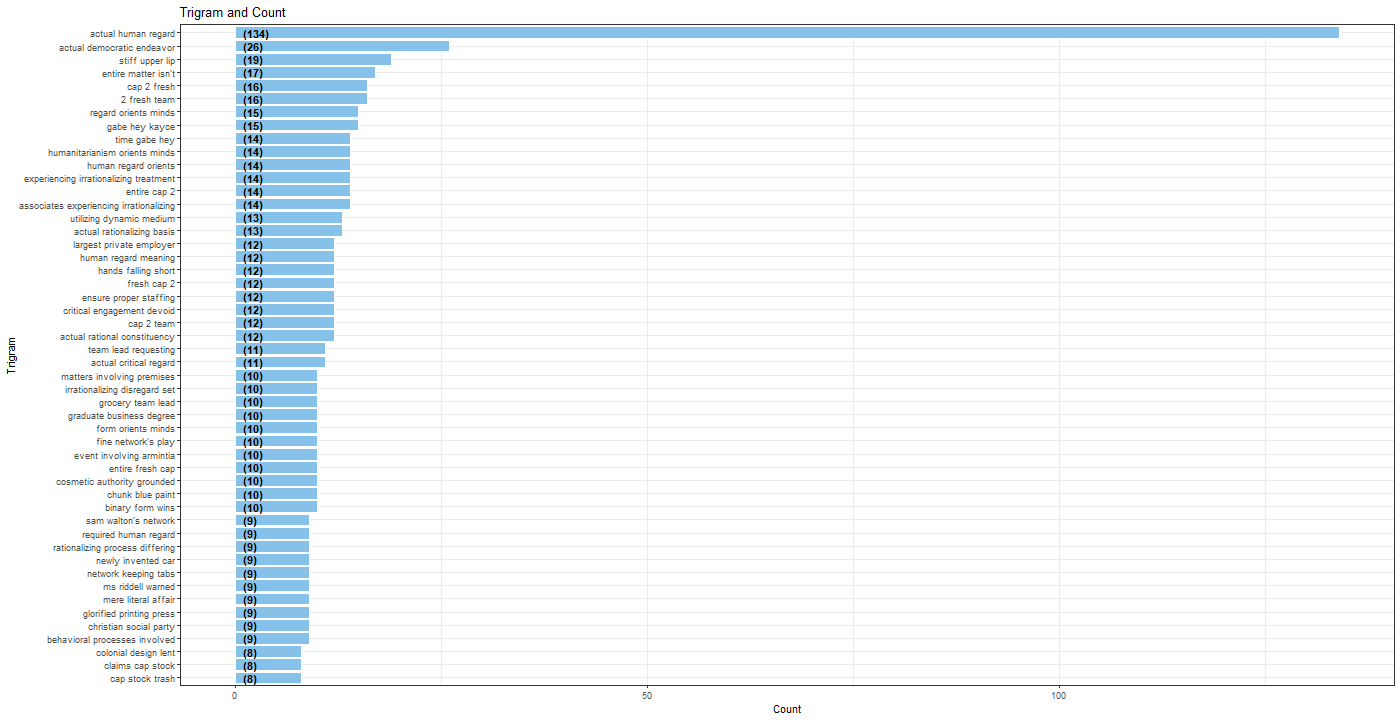 Trigram and Count
Trigram
actual human regard (134)
actual democratic endeavor (26)
stiff upper lip (19)
entire matter isn't (17)
cap 2 fresh (16)
2 fresh team (16)
regard orients minds (15)
gabe hey kayce (15)
time gabe hey (14)
humanitarianism orients minds (14)
human regard orients (14)
experiencing irrationalizing treatment (14)
entire cap 2 (14)
associates experiencing irrationalizing (14)
utilizing dynamic medium (13)
actual rationalizing basis (13)
largest private employer (12)
human regard meaning (12)
hands falling short (12)
fresh cap 2 (12)
ensure proper staffing (12)
critical engagement devoid (12)
cap 2 team (12)
actual rational constituency (12)
team lead requesting (11)
actual critical regard (11)
matters involving premises (10)
irrationalizing disregard set (10)
grocery team lead (10)
graduate business degree (10)
form orients minds (10)
fine network's play (10)
event involving armintia (10)
entire fresh cap (10)
cosmetic authority grounded (10)
chunk blue paint (10)
binary form wins (10)
sam walton's network (9)
required human regard (9)
rationalizing process differing (9)
newly invented car (9)
network keeping tabs (9)
ms riddell warned (9)
mere literal affair (9)
glorified printing press (9)
christian social party (9)
behavioral processes involved (9)
colonial design lent (8)
claims cap stock (8)
cap stock trash (8)
0 50 100
Count